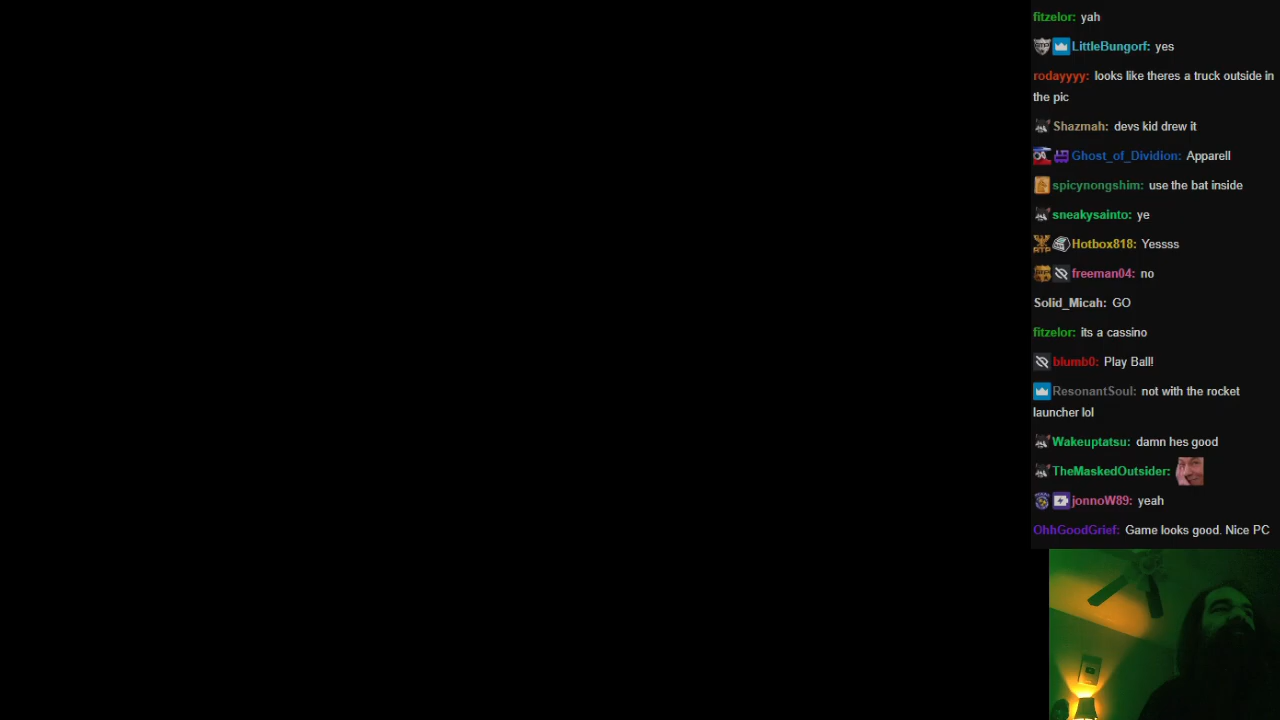 fitzelor: yah
LittleBungorf: yes
rodayyyy: looks like theres a truck outside in
the pic
Shazmah: devs kid drew it
Ghost_of_Dividion: Apparell
spicynongshim: use the bat inside
sneakysainto: ye
Hotbox818: Yessss
freeman04: no
Solid_Micah: GO
fitzelor: its a cassino
blumb0: Play Ball!
ResonantSoul: not with the rocket
launcher lol
Wakeuptatsu: damn hes good
TheMaskedOutsider:
jonnoW89: yeah
OhhGoodGrief: Game looks good. Nice PC